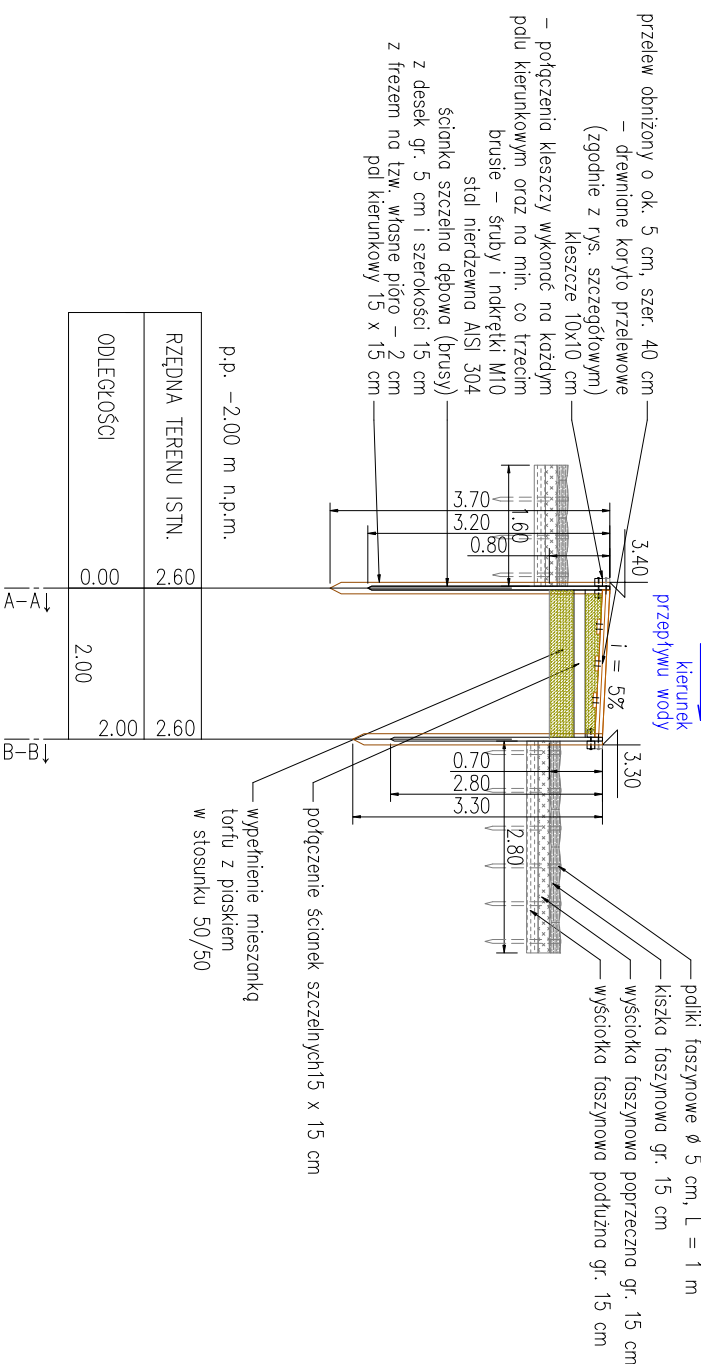 przelew obniżony o ok. 5 cm, szer. 40 cm
- drewniane koryto przelewowe
(zgodnie z rys. szczegółowym)
kleszcze 10x10 cm
- połączenia kleszczy wykonać na każdym
palu kierunkowym oraz na min. co trzecim
brusie - śruby i nakrętki M10
stal nierdzewna AISI 304
ścianka szczelna dębowa (brusy)
z desek gr. 5 cm i szerokości 15 cm
z frezem na tzw. własne pióro - 2 cm
pal kierunkowy 15 x 15 cm
kierunek
przepływu wody
3.40
i = 5%
3.30
3.70
1.60
3.20
0.80
0.70
2.80
3.30
2.80
paliki faszynowe ø 5 cm, L = 1 m
kiszka faszynowa gr. 15 cm
wyściółka faszynowa poprzeczna gr. 15 cm
wyściółka faszynowa podłużna gr. 15 cm
połączenie ścianek szczelnych15 x 15 cm
wypełnienie mieszanką
torfu z piaskiem
w stosunku 50/50
p.p. -2.00 m n.p.m.
RZĘDNA TERENU ISTN. 2.60 2.60
ODLEGŁOŚCI 0.00 2.00 2.00
A-A
B-B